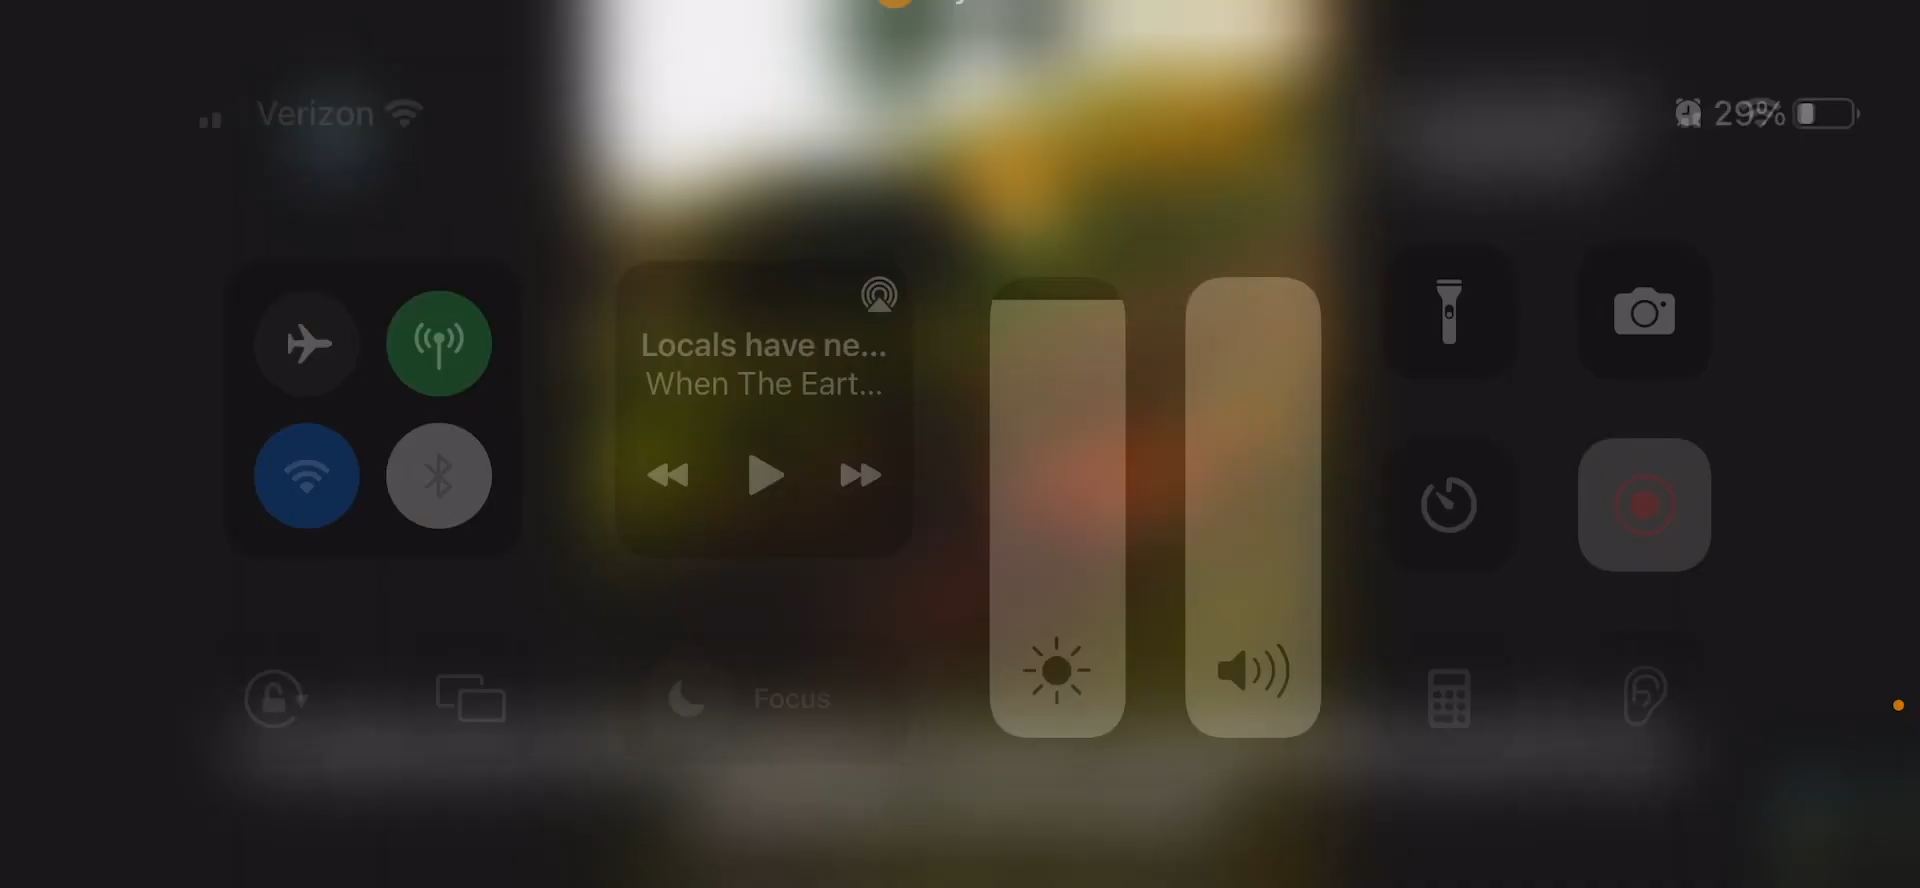 Verizon
29%
Locals have ne...
When The Eart...
Focus